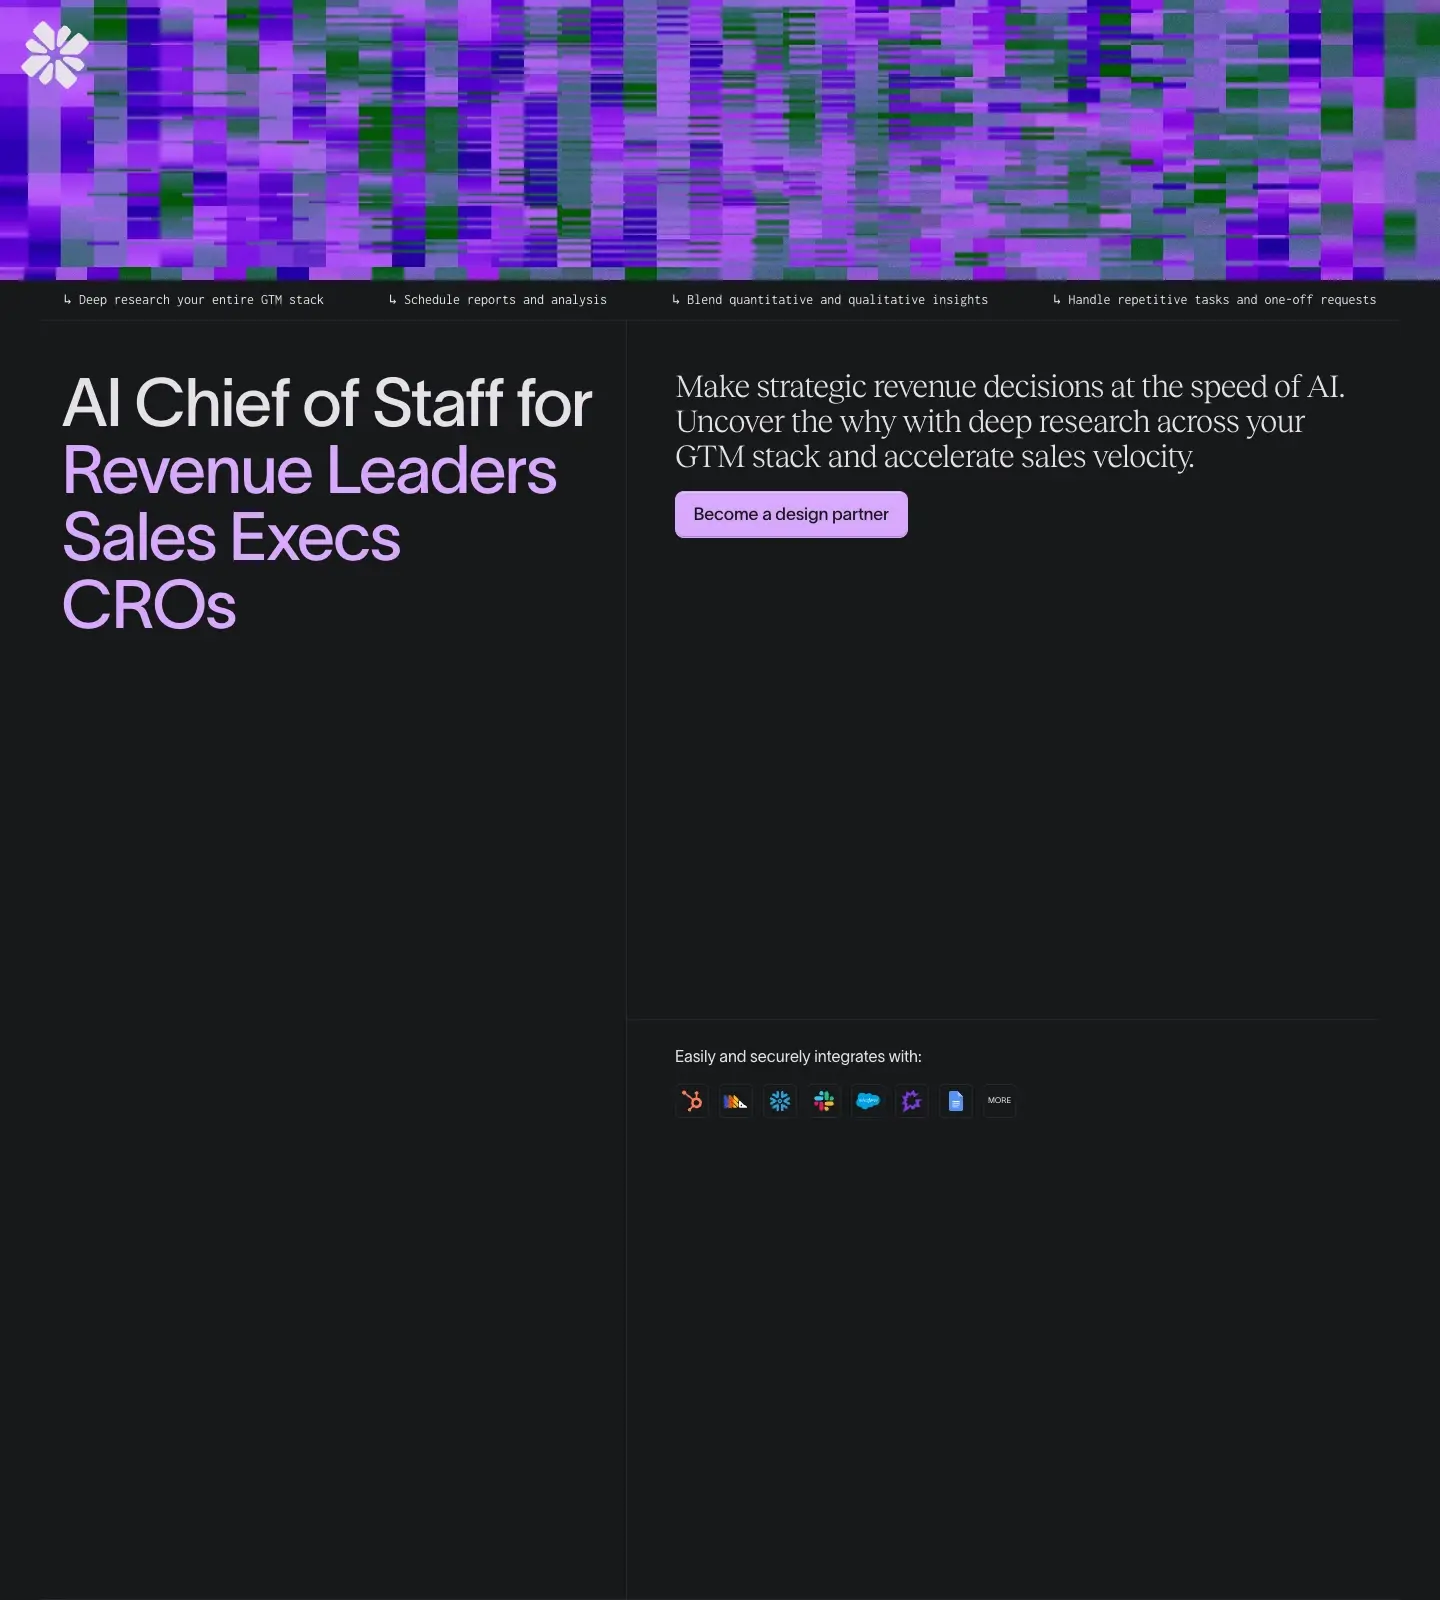 ↳ Deep research your entire GTM stack
↳ Schedule reports and analysis
↳ Blend quantitative and qualitative insights
↳ Handle repetitive tasks and one-off requests
AI Chief of Staff for
Revenue Leaders
Sales Execs
CROs
Make strategic revenue decisions at the speed of AI.
Uncover the why with deep research across your
GTM stack and accelerate sales velocity.
Become a design partner
Easily and securely integrates with:
MORE